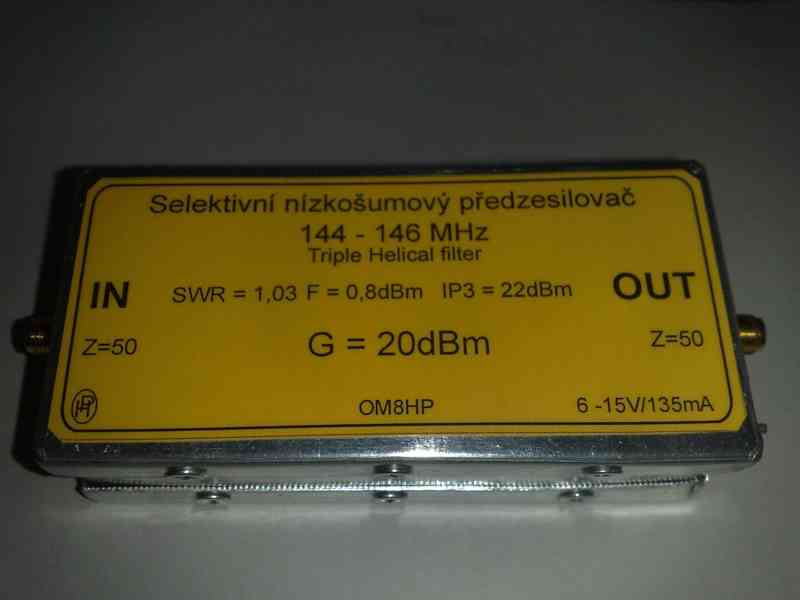 Selektivní nízkošumový předzesilovač
144 - 146 MHz
Triple Helical filter
IN
SWR = 1,03 F = 0,8dBm IP3 = 22dBm
OUT
Z=50
G = 20dBm
Z=50
HP
OM8HP
6 -15V/135mA